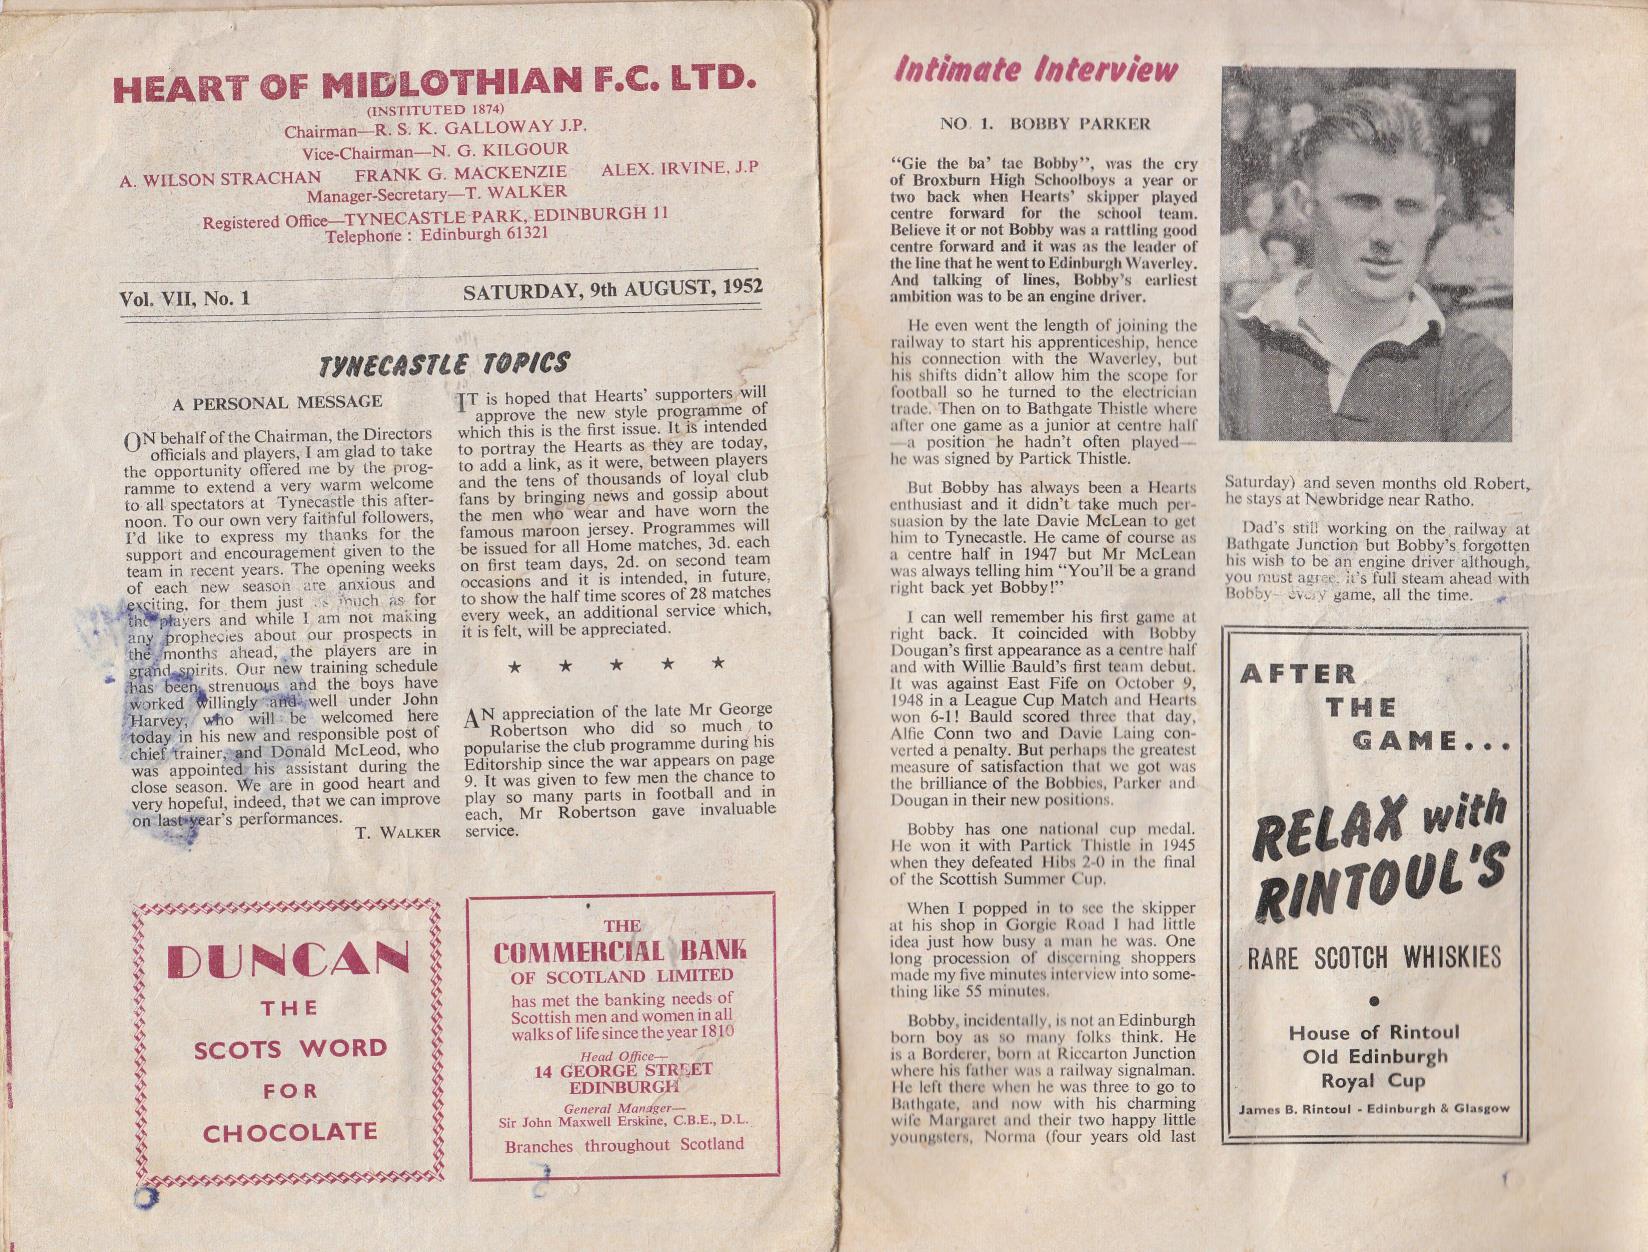 HEART OF MIDLOTHIAN F.C. LTD.
(INSTITUTED 1874)
Chairman—R. S. K. GALLOWAY J.P.
Vice-Chairman—N. G. KILGOUR
A. WILSON STRACHAN FRANK G. MACKENZIE ALEX. IRVINE, J.P
Manager-Secretary—T. WALKER
Registered Office—TYNECASTLE PARK, EDINBURGH 11
Telephone : Edinburgh 61321
Vol. VII, No. 1 SATURDAY, 9th AUGUST, 1952
TYNECASTLE TOPICS
A PERSONAL MESSAGE
ON behalf of the Chairman, the Directors
officials and players, I am glad to take
the opportunity offered me by the prog-
ramme to extend a very warm welcome
to all spectators at Tynecastle this after-
noon. To our own very faithful followers,
I'd like to express my thanks for the
support and encouragement given to the
team in recent years. The opening weeks
of each new season are anxious and
exciting, for them just as much as for
the players and while I am not making
any prophecies about our prospects in
the months ahead, the players are in
grand spirits. Our new training schedule
has been strenuous and the boys have
worked willingly and well under John
Harvey, who will be welcomed here
today in his new and responsible post of
chief trainer, and Donald McLeod, who
was appointed his assistant during the
close season. We are in good heart and
very hopeful, indeed, that we can improve
on last year's performances.
T. WALKER
IT is hoped that Hearts' supporters will
approve the new style programme of
which this is the first issue. It is intended
to portray the Hearts as they are today,
to add a link, as it were, between players
and the tens of thousands of loyal club
fans by bringing news and gossip about
the men who wear and have worn the
famous maroon jersey. Programmes will
be issued for all Home matches, 3d. each
on first team days, 2d. on second team
occasions and it is intended, in future,
to show the half time scores of 28 matches
every week, an additional service which,
it is felt, will be appreciated.
★ ★ ★ ★ ★
AN appreciation of the late Mr George
Robertson who did so much to
popularise the club programme during his
Editorship since the war appears on page
9. It was given to few men the chance to
play so many parts in football and in
each, Mr Robertson gave invaluable
service.
DUNCAN
THE
SCOTS WORD
FOR
CHOCOLATE
THE
COMMERCIAL BANK
OF SCOTLAND LIMITED
has met the banking needs of
Scottish men and women in all
walks of life since the year 1810
Head Office—
14 GEORGE STREET
EDINBURGH
General Manager—
Sir John Maxwell Erskine, C.B.E., D.L.
Branches throughout Scotland
Intimate Interview
NO. 1. BOBBY PARKER
"Gie the ba' tae Bobby", was the cry
of Broxburn High Schoolboys a year or
two back when Hearts' skipper played
centre forward for the school team.
Believe it or not Bobby was a rattling good
centre forward and it was as the leader of
the line that he went to Edinburgh Waverley.
And talking of lines, Bobby's earliest
ambition was to be an engine driver.
He even went the length of joining the
railway to start his apprenticeship, hence
his connection with the Waverley, but
his shifts didn't allow him the scope for
football so he turned to the electrician
trade. Then on to Bathgate Thistle where
after one game as a junior at centre half
—a position he hadn't often played—
he was signed by Partick Thistle.
But Bobby has always been a Hearts
enthusiast and it didn't take much per-
suasion by the late Davie McLean to get
him to Tynecastle. He came of course as
a centre half in 1947 but Mr McLean
was always telling him "You'll be a grand
right back yet Bobby!"
I can well remember his first game at
right back. It coincided with Bobby
Dougan's first appearance as a centre half
and with Willie Bauld's first team debut.
It was against East Fife on October 9,
1948 in a League Cup Match and Hearts
won 6-1! Bauld scored three that day,
Alfie Conn two and Davie Laing con-
verted a penalty. But perhaps the greatest
measure of satisfaction that we got was
the brilliance of the Bobbies, Parker and
Dougan in their new positions.
Bobby has one national cup medal.
He won it with Partick Thistle in 1945
when they defeated Hibs 2-0 in the final
of the Scottish Summer Cup.
When I popped in to see the skipper
at his shop in Gorgie Road I had little
idea just how busy a man he was. One
long procession of discerning shoppers
made my five minutes interview into some-
thing like 55 minutes.
Bobby, incidentally, is not an Edinburgh
born boy as so many folks think. He
is a Borderer, born at Riccarton Junction
where his father was a railway signalman.
He left there when he was three to go to
Bathgate, and now with his charming
wife Margaret and their two happy little
youngsters, Norma (four years old last
Saturday) and seven months old Robert,
he stays at Newbridge near Ratho.
Dad's still working on the railway at
Bathgate Junction but Bobby's forgotten
his wish to be an engine driver although,
you must agree, it's full steam ahead with
Bobby—every game, all the time.
AFTER
THE
GAME...
RELAX with
RINTOUL'S
RARE SCOTCH WHISKIES
•
House of Rintoul
Old Edinburgh
Royal Cup
James B. Rintoul - Edinburgh & Glasgow